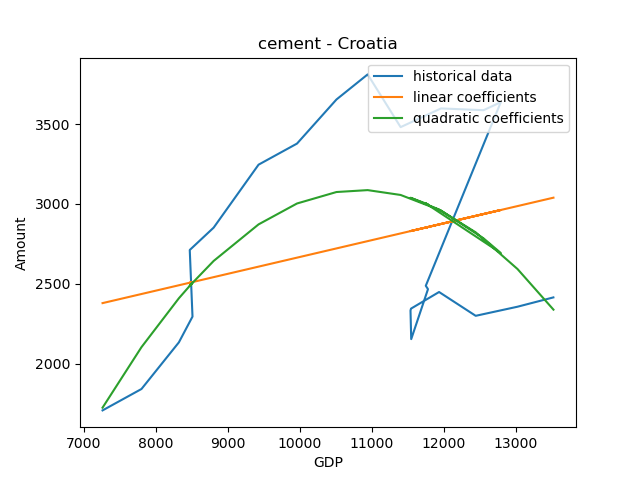 cement - Croatia
historical data
linear coefficients
quadratic coefficients
Amount
3500
3000
2500
2000
7000 8000 9000 10000 11000 12000 13000
GDP